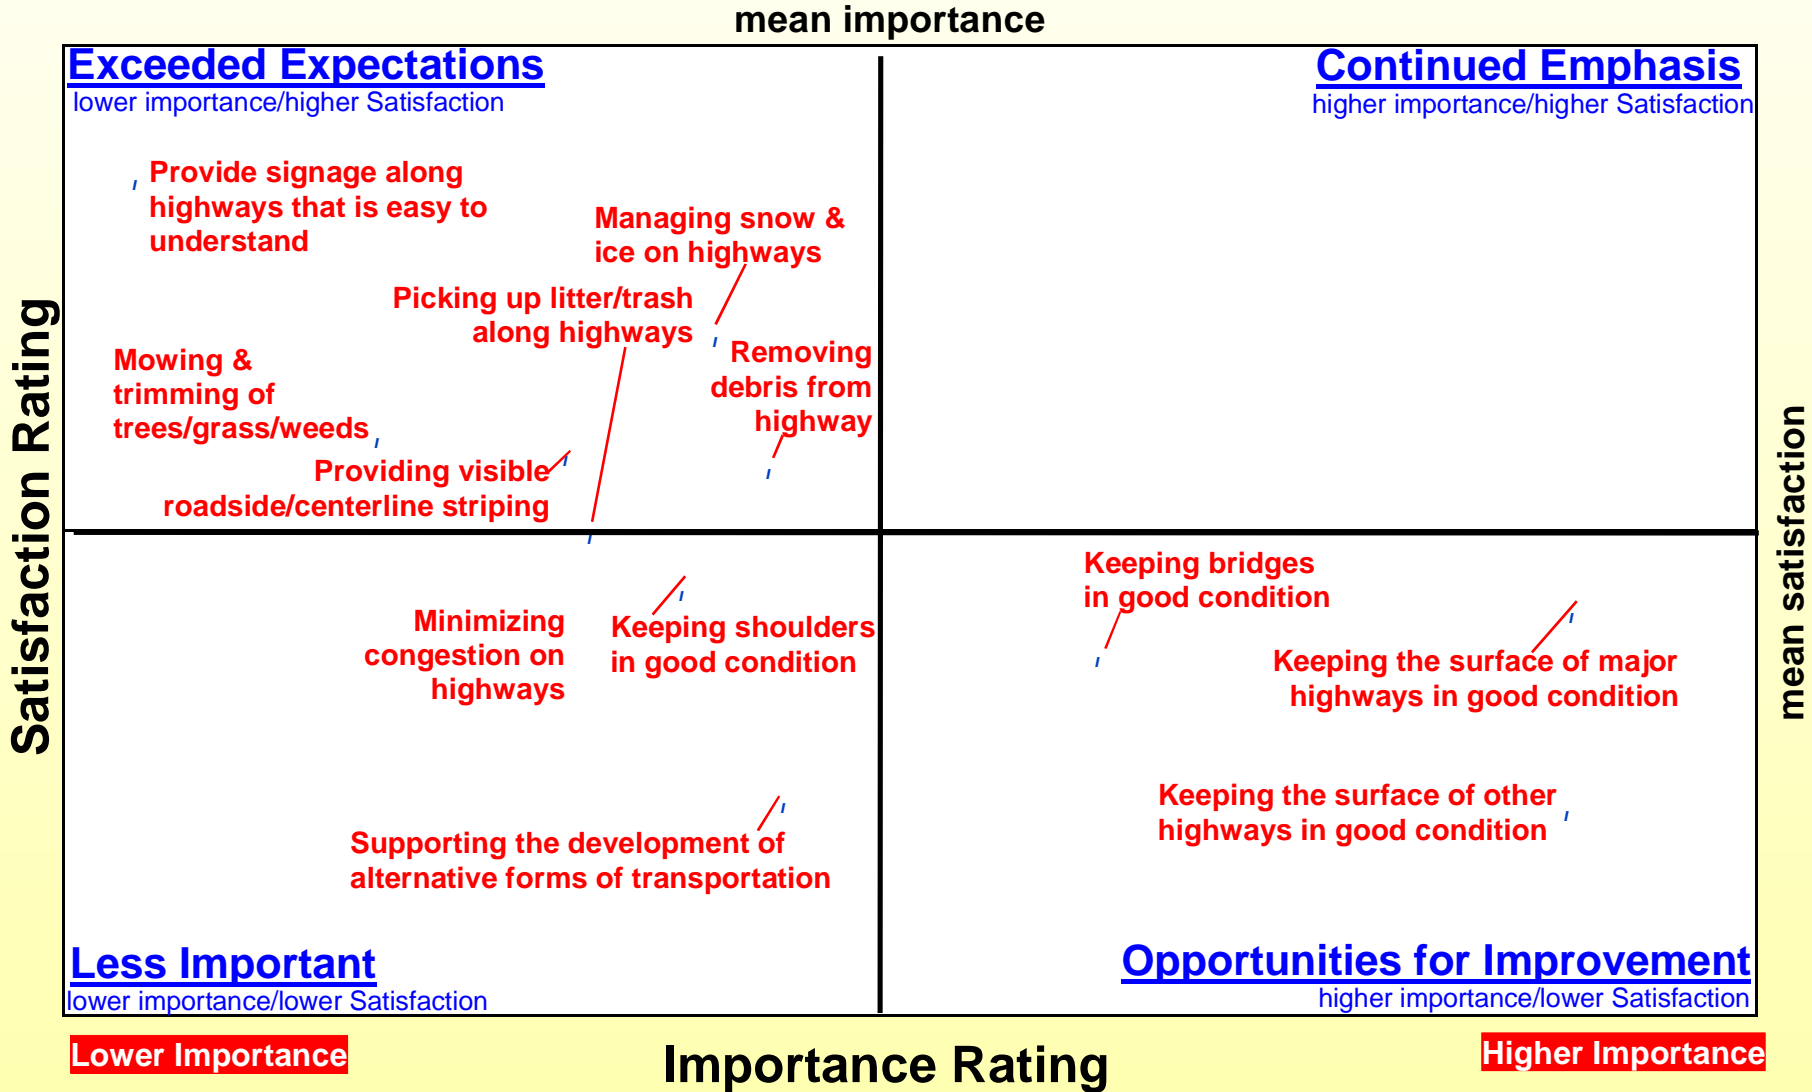 mean importance
Exceeded Expectations
lower importance/higher Satisfaction
Continued Emphasis
higher importance/higher Satisfaction
Provide signage along
highways that is easy to
understand
Managing snow &
ice on highways
Picking up litter/trash
along highways
Removing
debris from
highway
Mowing &
trimming of
trees/grass/weeds
Providing visible
roadside/centerline striping
Satisfaction Rating
mean satisfaction
Keeping bridges
in good condition
Minimizing
congestion on
highways
Keeping shoulders
in good condition
Keeping the surface of major
highways in good condition
Keeping the surface of other
highways in good condition
Supporting the development of
alternative forms of transportation
Less Important
lower importance/lower Satisfaction
Opportunities for Improvement
higher importance/lower Satisfaction
Lower Importance
Importance Rating
Higher Importance